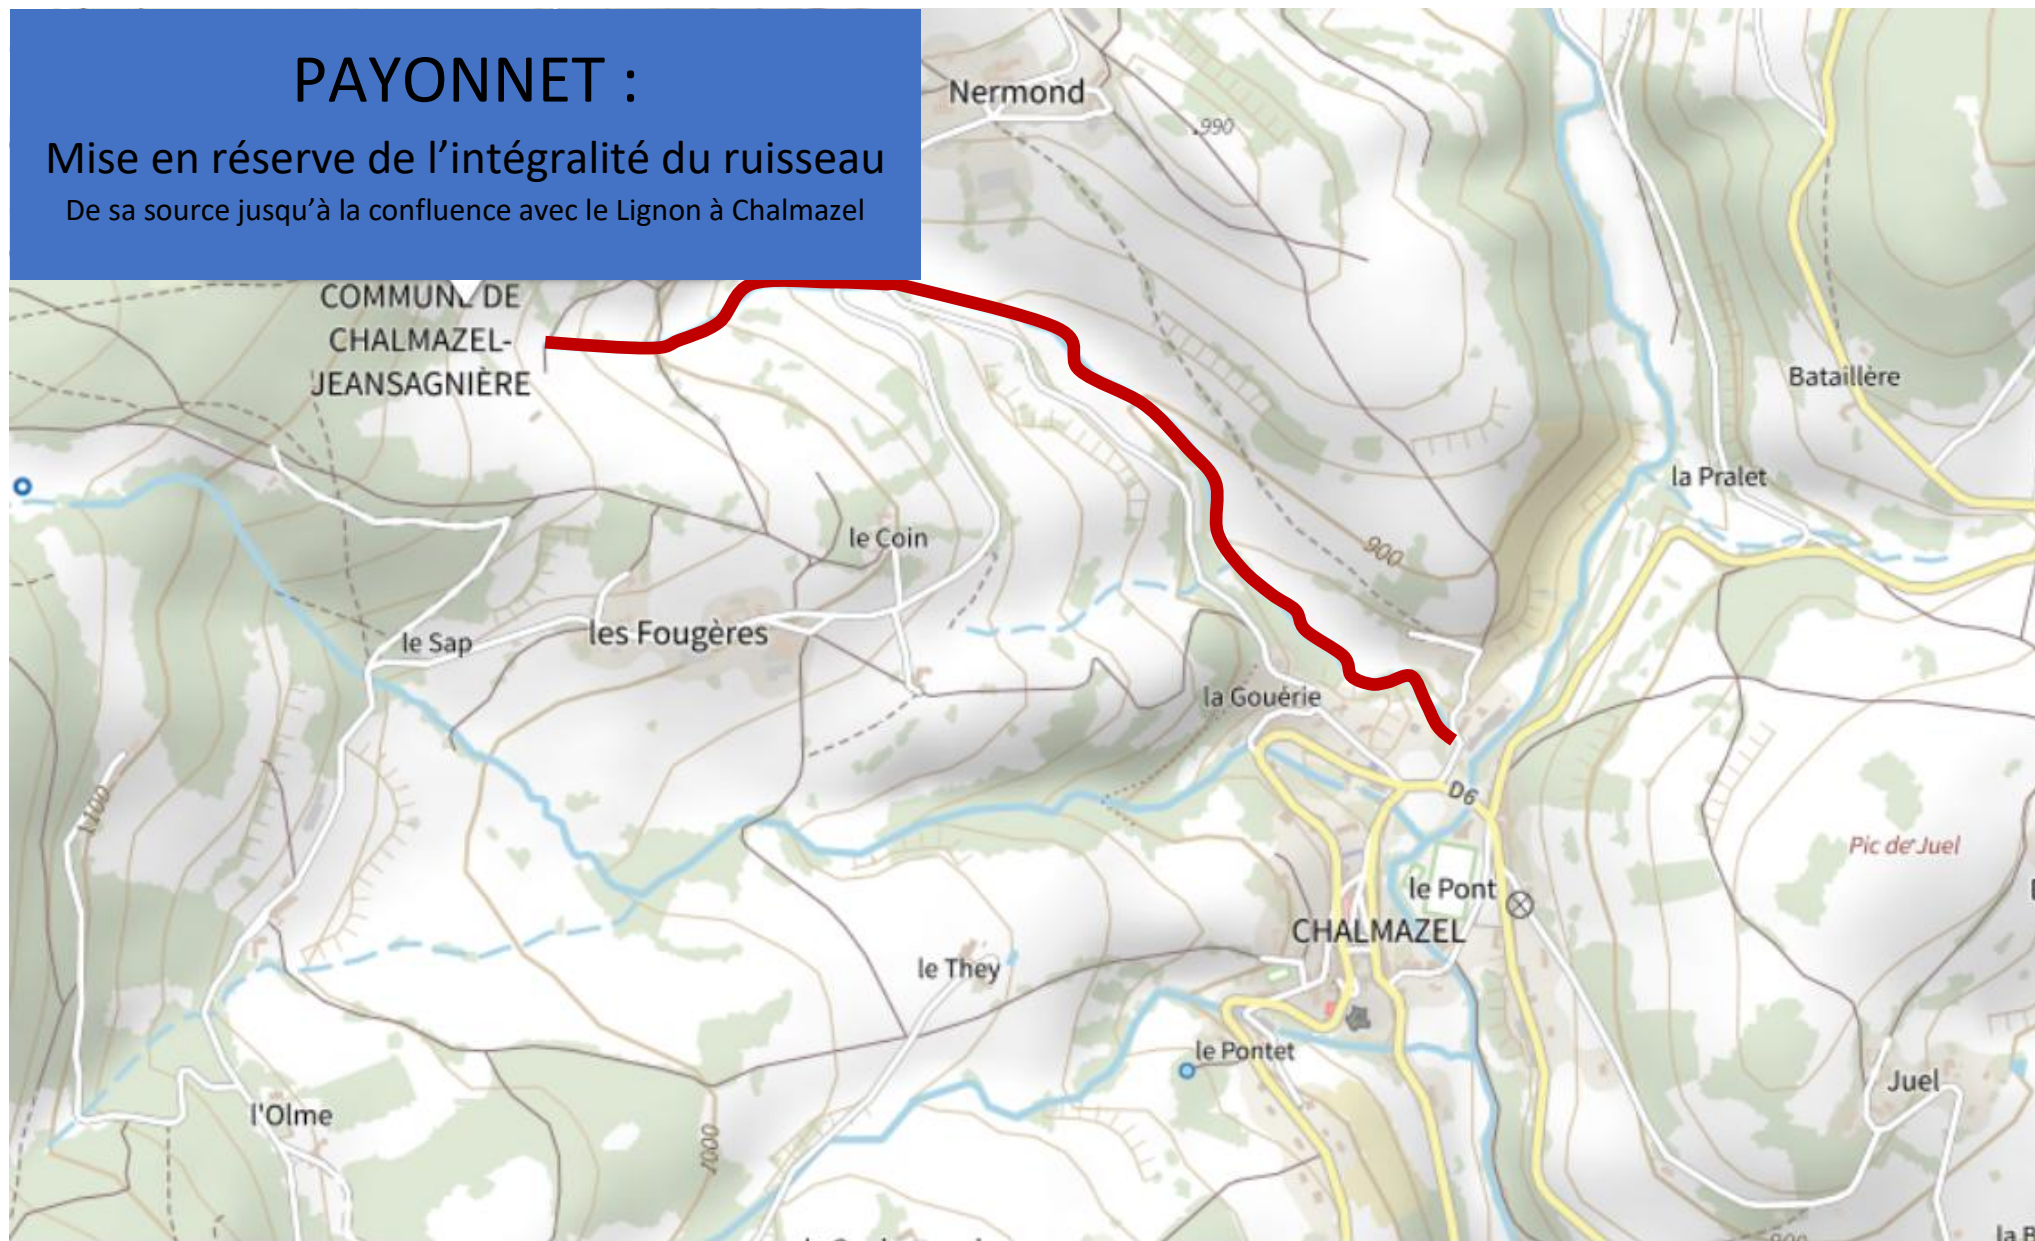 PAYONNET :
Mise en réserve de l’intégralité du ruisseau
De sa source jusqu’à la confluence avec le Lignon à Chalmazel
Nermond
990
COMMUNE DE
CHALMAZEL-
JEANSAGNIÈRE
Bataillère
la Pralet
le Coin
900
les Fougères
le Sap
la Gouérie
1100
D6
Pic de Juel
le Pont
CHALMAZEL
le They
le Pontet
Juel
l'Olme
1000
900
la B